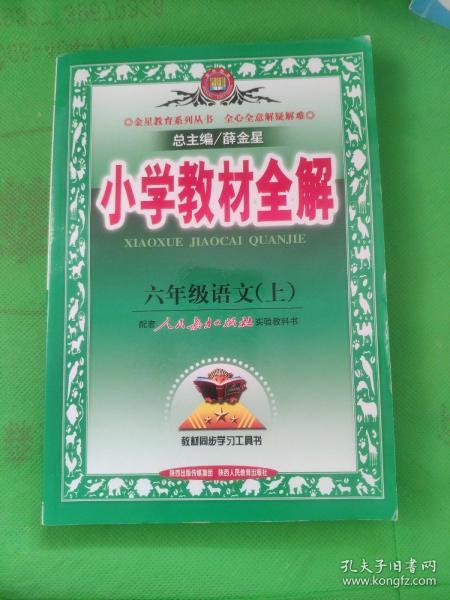 ◎金星教育系列丛书 全心全意解疑解难◎
总主编/薛金星
小学教材全解
XIAOXUE JIAOCAI QUANJIE
六年级语文(上)
配套人民教育出版社实验教科书
教材同步学习工具书
陕西出版传媒集团 陕西人民教育出版社
孔夫子旧书网
www.kongfz.com